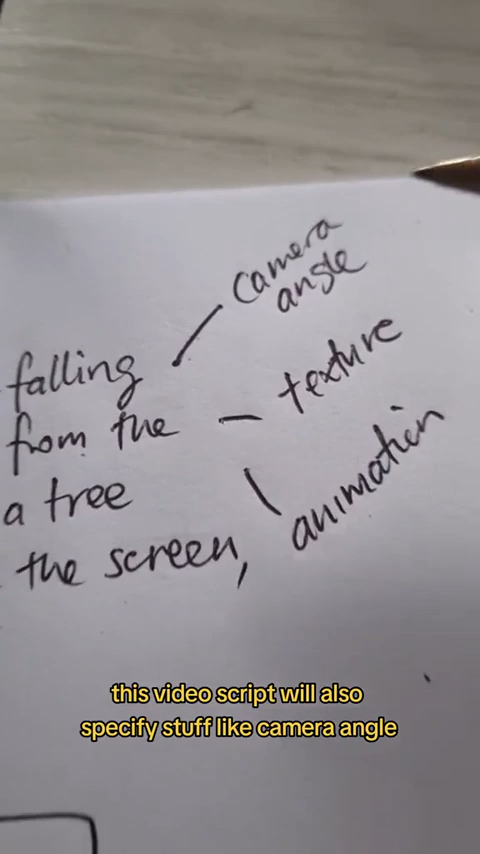 camera
angle
falling
from the
texture
a tree
animation
the screen,
this video script will also
specify stuff like camera angle